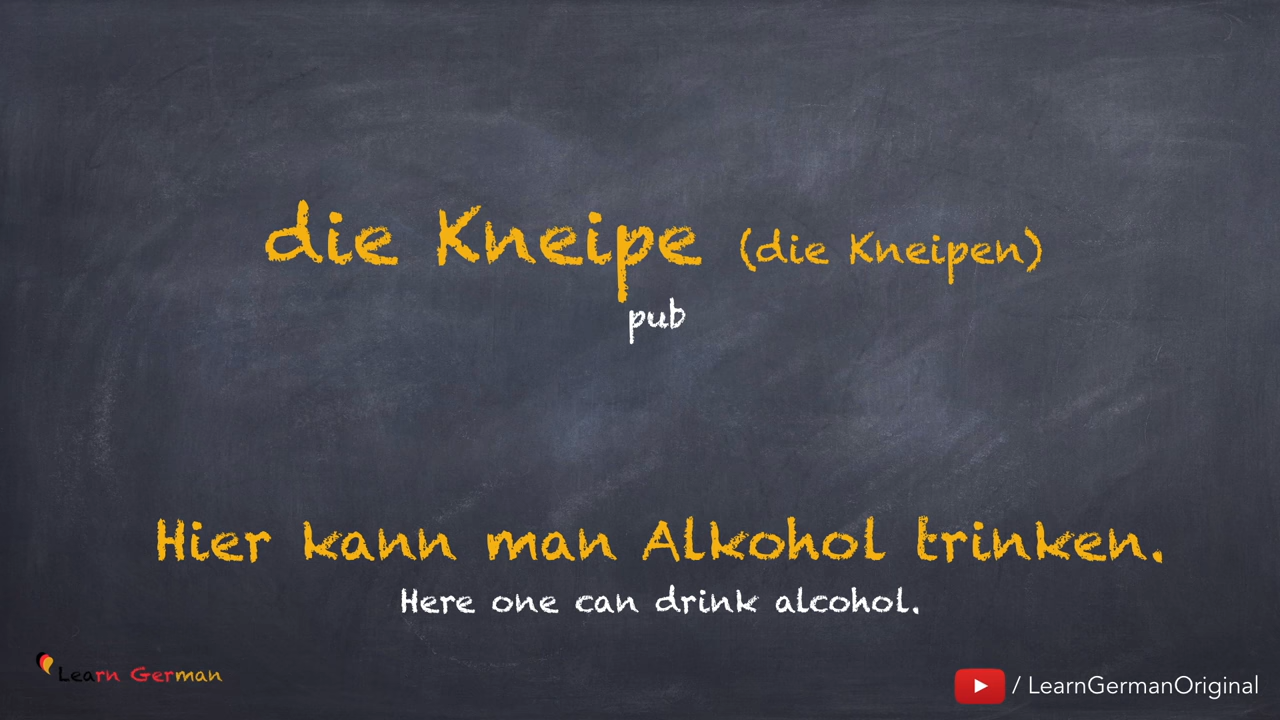 die Kneipe (die Kneipen)
pub
Hier kann man Alkohol trinken.
Here one can drink alcohol.
Learn German
/ LearnGermanOriginal